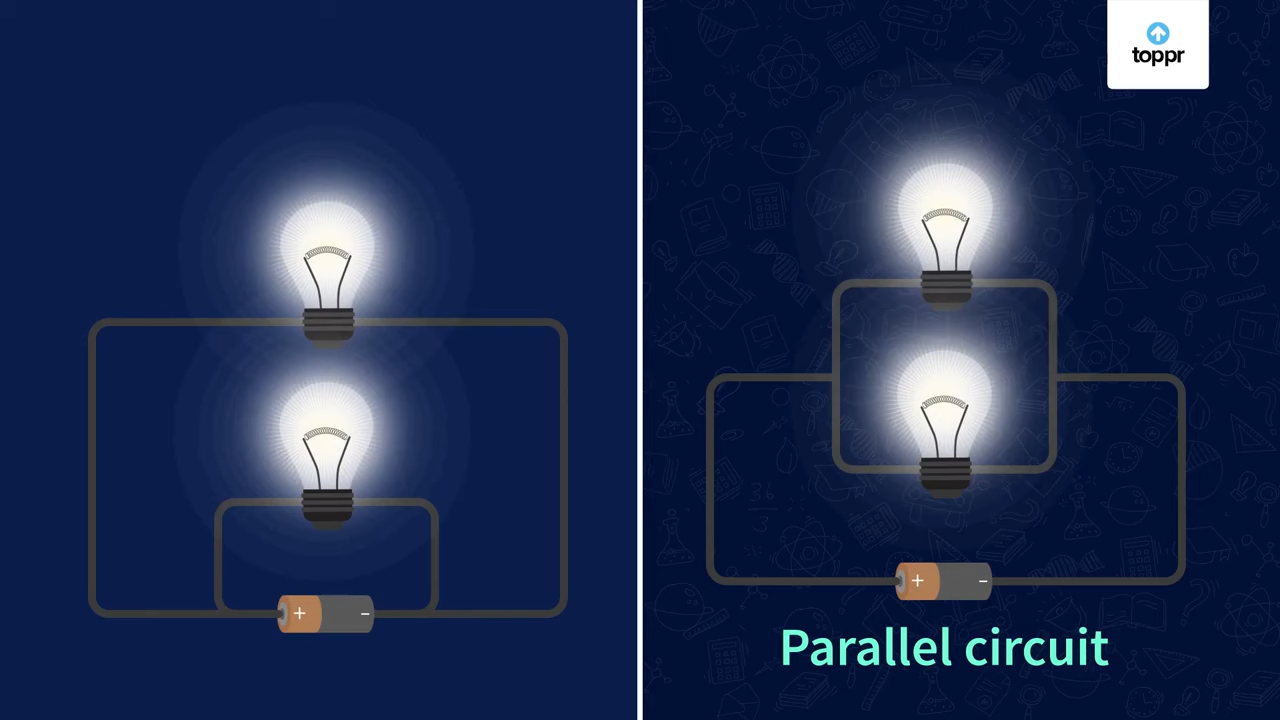 toppr
+ -
+ -
Parallel circuit